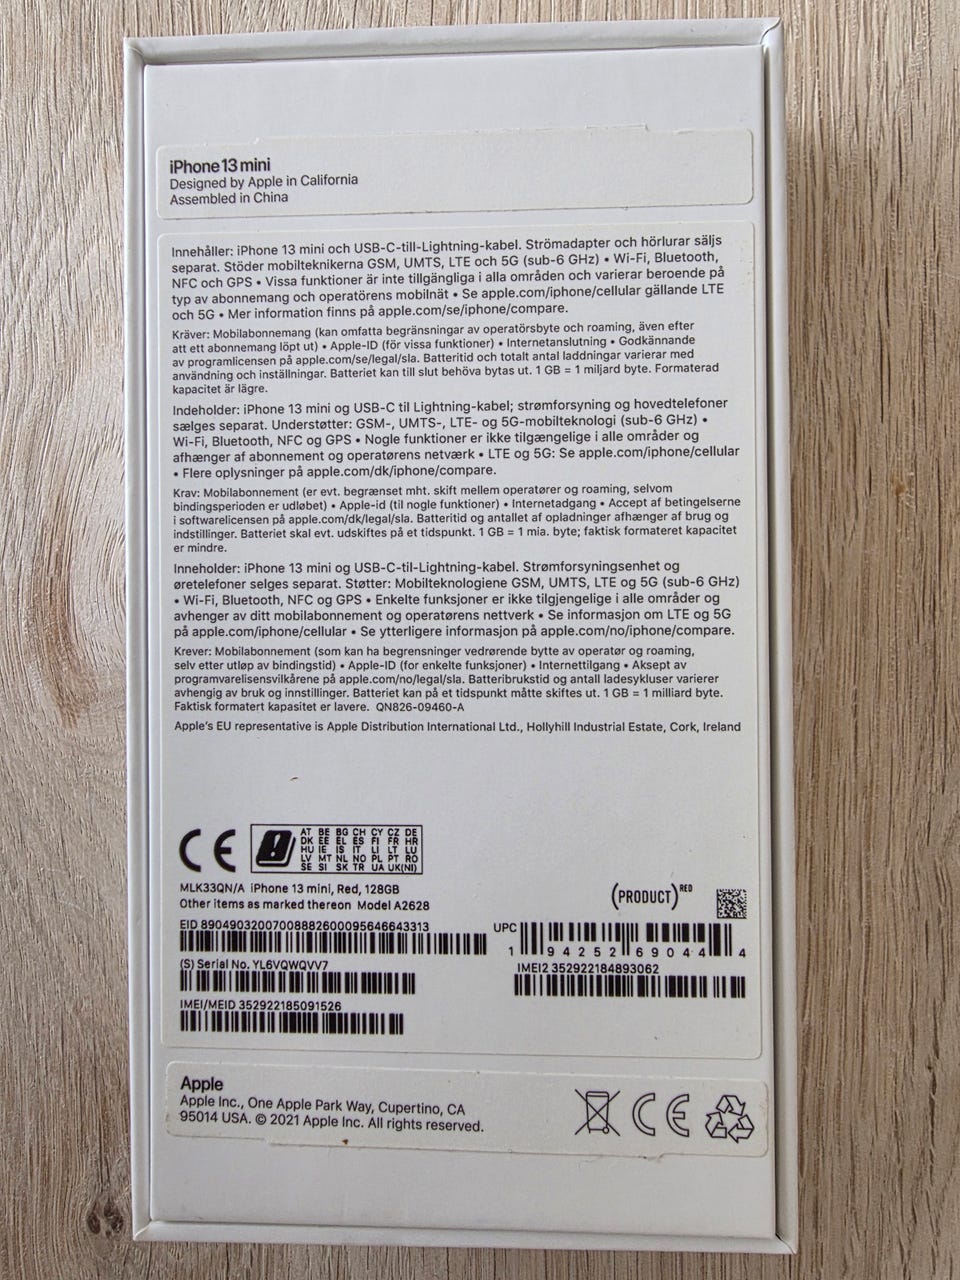 iPhone 13 mini
Designed by Apple in California
Assembled in China
Innehåller: iPhone 13 mini och USB-C-till-Lightning-kabel. Strömadapter och hörlurar säljs
separat. Stöder mobilteknikerna GSM, UMTS, LTE och 5G (sub-6 GHz) • Wi-Fi, Bluetooth,
NFC och GPS • Vissa funktioner är inte tillgängliga i alla områden och varierar beroende på
typ av abonnemang och operatörens mobilnät • Se apple.com/iphone/cellular gällande LTE
och 5G • Mer information finns på apple.com/se/iphone/compare.
Kräver: Mobilabonnemang (kan omfatta begränsningar av operatörsbyte och roaming, även efter
att ett abonnemang löpt ut) • Apple-ID (för vissa funktioner) • Internetanslutning • Godkännande
av programlicensen på apple.com/se/legal/sla. Batteritid och totalt antal laddningar varierar med
användning och inställningar. Batteriet kan till slut behöva bytas ut. 1 GB = 1 miljard byte. Formaterad
kapacitet är lägre.
Indeholder: iPhone 13 mini og USB-C til Lightning-kabel; strømforsyning og hovedtelefoner
sælges separat. Understøtter: GSM-, UMTS-, LTE- og 5G-mobilteknologi (sub-6 GHz) •
Wi-Fi, Bluetooth, NFC og GPS • Nogle funktioner er ikke tilgængelige i alle områder og
afhænger af abonnement og operatørens netværk • LTE og 5G: Se apple.com/iphone/cellular
• Flere oplysninger på apple.com/dk/iphone/compare.
Krav: Mobilabonnement (er evt. begrænset mht. skift mellem operatører og roaming, selvom
bindingsperioden er udløbet) • Apple-id (til nogle funktioner) • Internetadgang • Accept af betingelserne
i softwarelicensen på apple.com/dk/legal/sla. Batteritid og antallet af opladninger afhænger af brug og
indstillinger. Batteriet skal evt. udskiftes på et tidspunkt. 1 GB = 1 mia. byte; faktisk formateret kapacitet
er mindre.
Inneholder: iPhone 13 mini og USB-C-til-Lightning-kabel. Strømforsyningsenhet og
øretelefoner selges separat. Støtter: Mobilteknologiene GSM, UMTS, LTE og 5G (sub-6 GHz)
• Wi-Fi, Bluetooth, NFC og GPS • Enkelte funksjoner er ikke tilgjengelige i alle områder og
avhenger av ditt mobilabonnement og operatørens nettverk • Se informasjon om LTE og 5G
på apple.com/iphone/cellular • Se ytterligere informasjon på apple.com/no/iphone/compare.
Krever: Mobilabonnement (som kan ha begrensninger vedrørende bytte av operatør og roaming,
selv etter utløp av bindingstid) • Apple-ID (for enkelte funksjoner) • Internettilgang • Aksept av
programvarelisensvilkårene på apple.com/no/legal/sla. Batteribrukstid og antall ladesykluser varierer
avhengig av bruk og innstillinger. Batteriet kan på et tidspunkt måtte skiftes ut. 1 GB = 1 milliard byte.
Faktisk formatert kapasitet er lavere. QN826-09460-A
Apple's EU representative is Apple Distribution International Ltd., Hollyhill Industrial Estate, Cork, Ireland
CE
AT BE BG CH CY CZ DE
DK EE EL ES FI FR HR
HU IE IS IT LI LT LU
LV MT NL NO PL PT RO
SE SI SK TR UA UK(NI)
MLK33QN/A iPhone 13 mini, Red, 128GB
Other items as marked thereon Model A2628
(PRODUCT)RED
EID 89049032007008882600095646643313
UPC
1 94252 69044 4
(S) Serial No. YL6VQWQVV7
IMEI2 352922184893062
IMEI/MEID 352922185091526
Apple
Apple Inc., One Apple Park Way, Cupertino, CA
95014 USA. © 2021 Apple Inc. All rights reserved.
CE